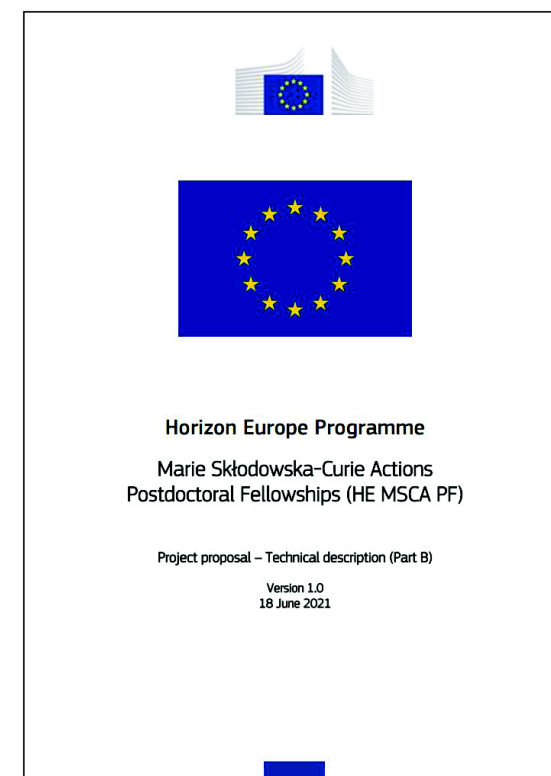 Horizon Europe Programme
Marie Skłodowska-Curie Actions
Postdoctoral Fellowships (HE MSCA PF)
Project proposal – Technical description (Part B)
Version 1.0
18 June 2021